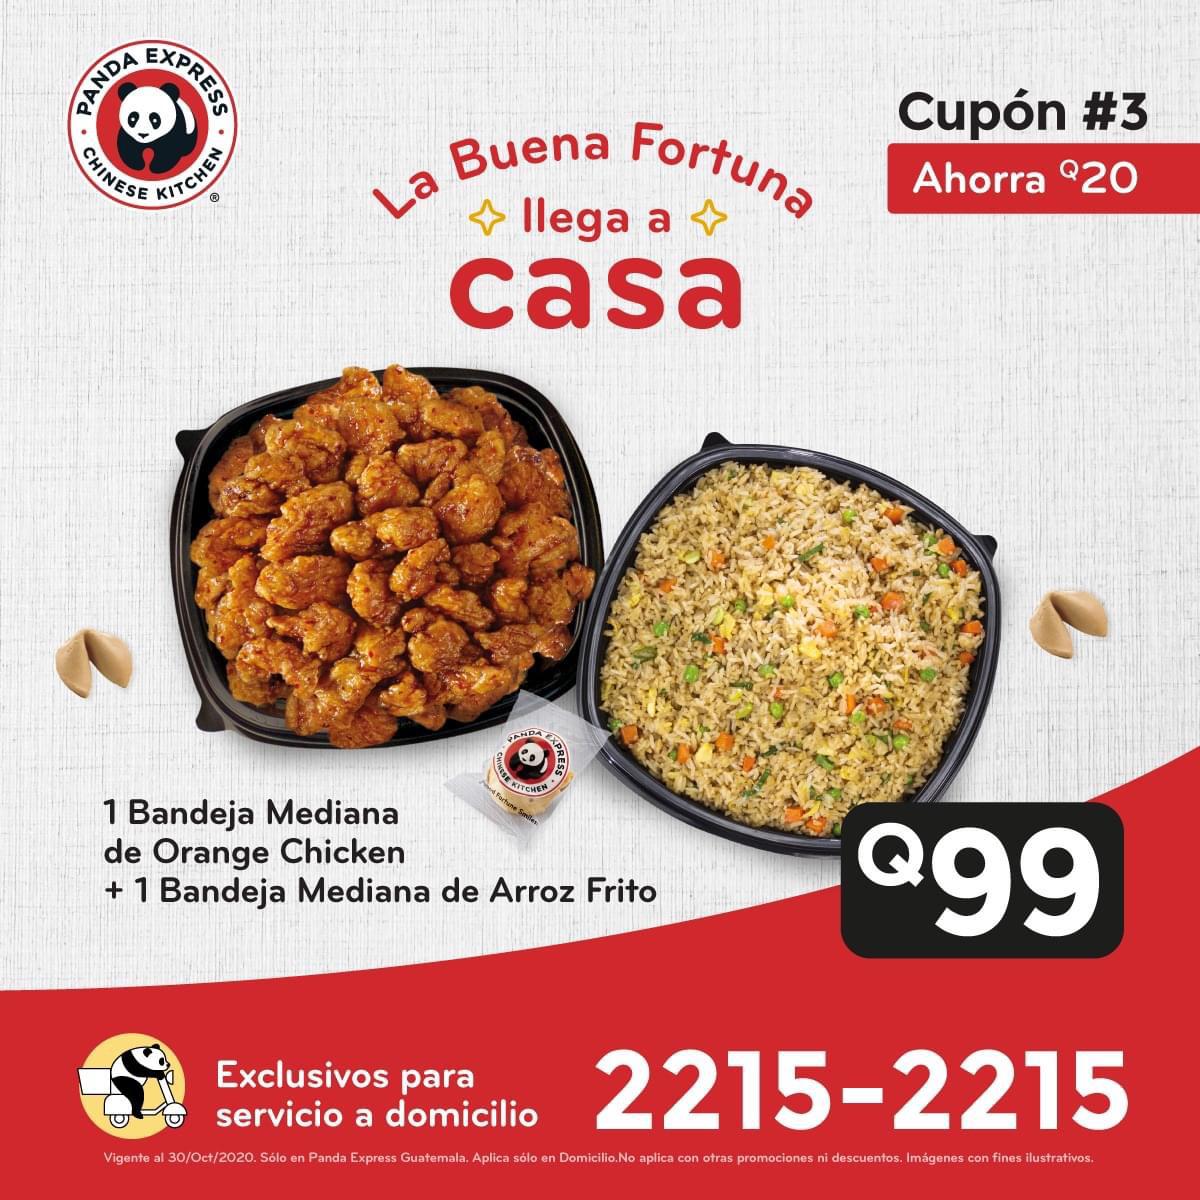 PANDA EXPRESS
CHINESE KITCHEN
®
Cupón #3
Ahorra Q20
La Buena Fortuna
llega a
casa
PANDA EXPRESS
CHINESE KITCHEN
1 Bandeja Mediana
de Orange Chicken
+ 1 Bandeja Mediana de Arroz Frito
Q99
Exclusivos para
servicio a domicilio
2215-2215
Vigente al 30/Oct/2020. Sólo en Panda Express Guatemala. Aplica sólo en Domicilio.No aplica con otras promociones ni descuentos. Imágenes con fines ilustrativos.